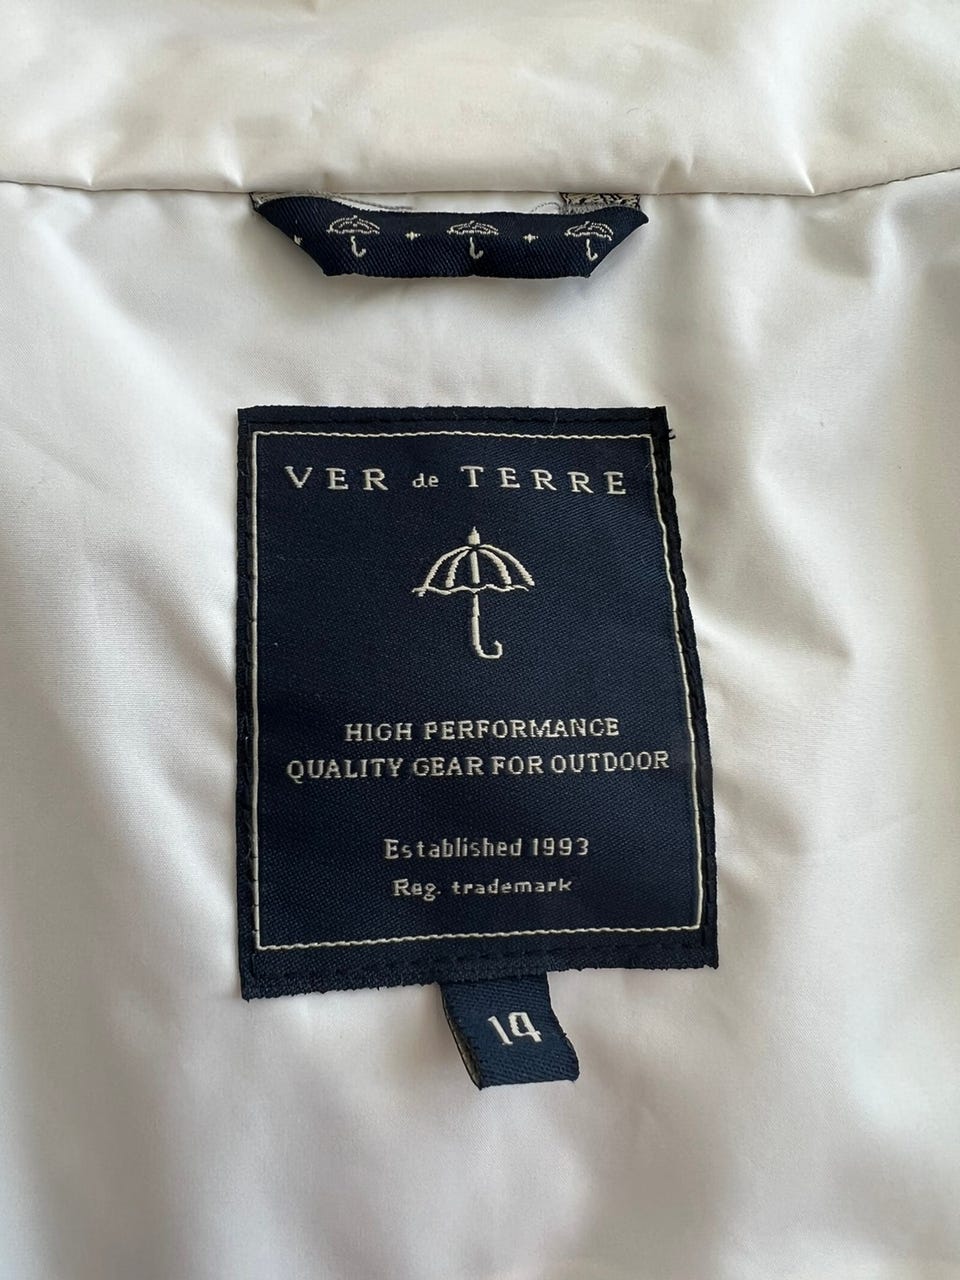 VER de TERRE
HIGH PERFORMANCE
QUALITY GEAR FOR OUTDOOR
Established 1993
Reg. trademark
14